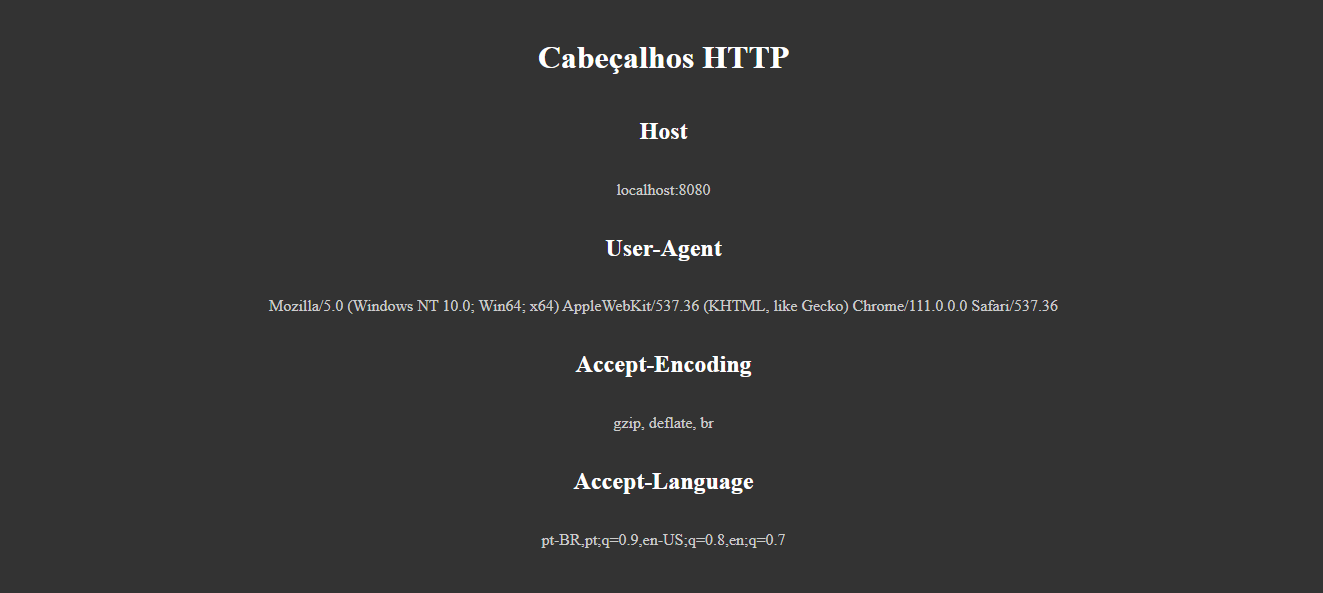 Cabeçalhos HTTP
Host
localhost:8080
User-Agent
Mozilla/5.0 (Windows NT 10.0; Win64; x64) AppleWebKit/537.36 (KHTML, like Gecko) Chrome/111.0.0.0 Safari/537.36
Accept-Encoding
gzip, deflate, br
Accept-Language
pt-BR,pt;q=0.9,en-US;q=0.8,en;q=0.7